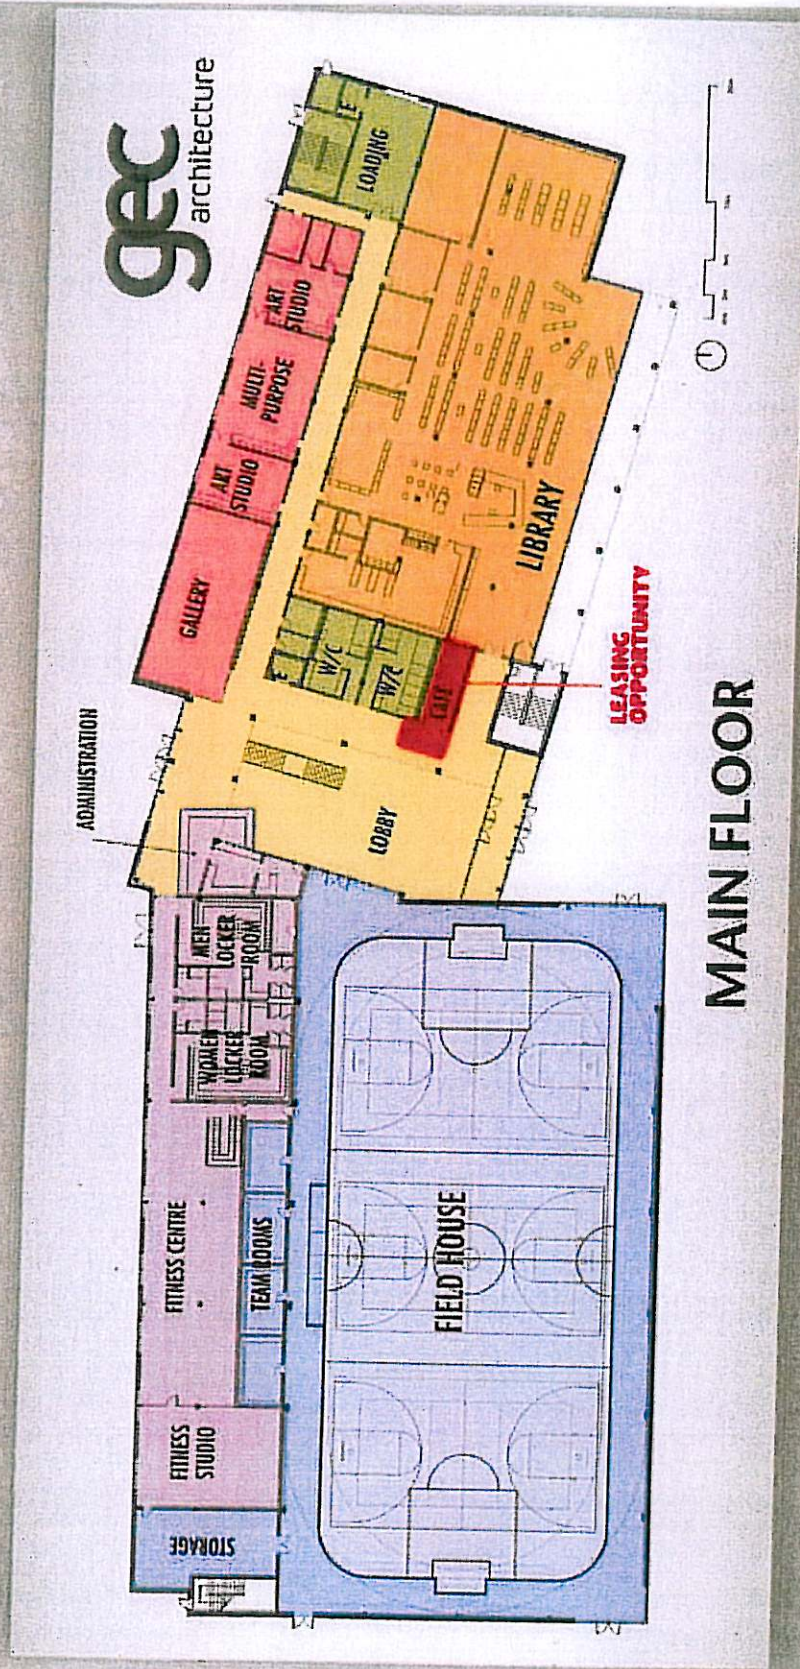 gec
architecture
E
LOADING
ART
STUDIO
MULTI-
PURPOSE
ART
STUDIO
GALLERY
LIBRARY
E
W/C
W/C
CAFE
LEASING
OPPORTUNITY
ADMINISTRATION
LOBBY
MEN
LOCKER
ROOM
WOMEN
LOCKER
ROOM
FITNESS CENTRE
TEAM ROOMS
FITNESS
STUDIO
STORAGE
FIELD HOUSE
MAIN FLOOR